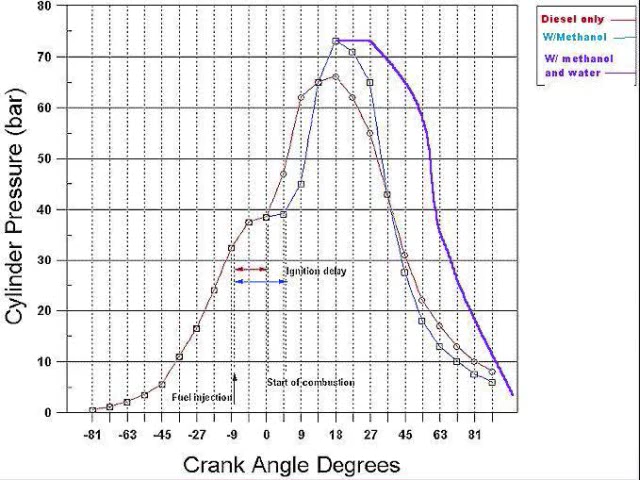 80
70
60
50
40
30
20
10
0
Cylinder Pressure (bar)
Diesel only
W/Methanol
W/ methanol
and water
Ignition delay
Start of combustion
Fuel injection
-81 -63 -45 -27 -9 0 9 18 27 45 63 81
Crank Angle Degrees